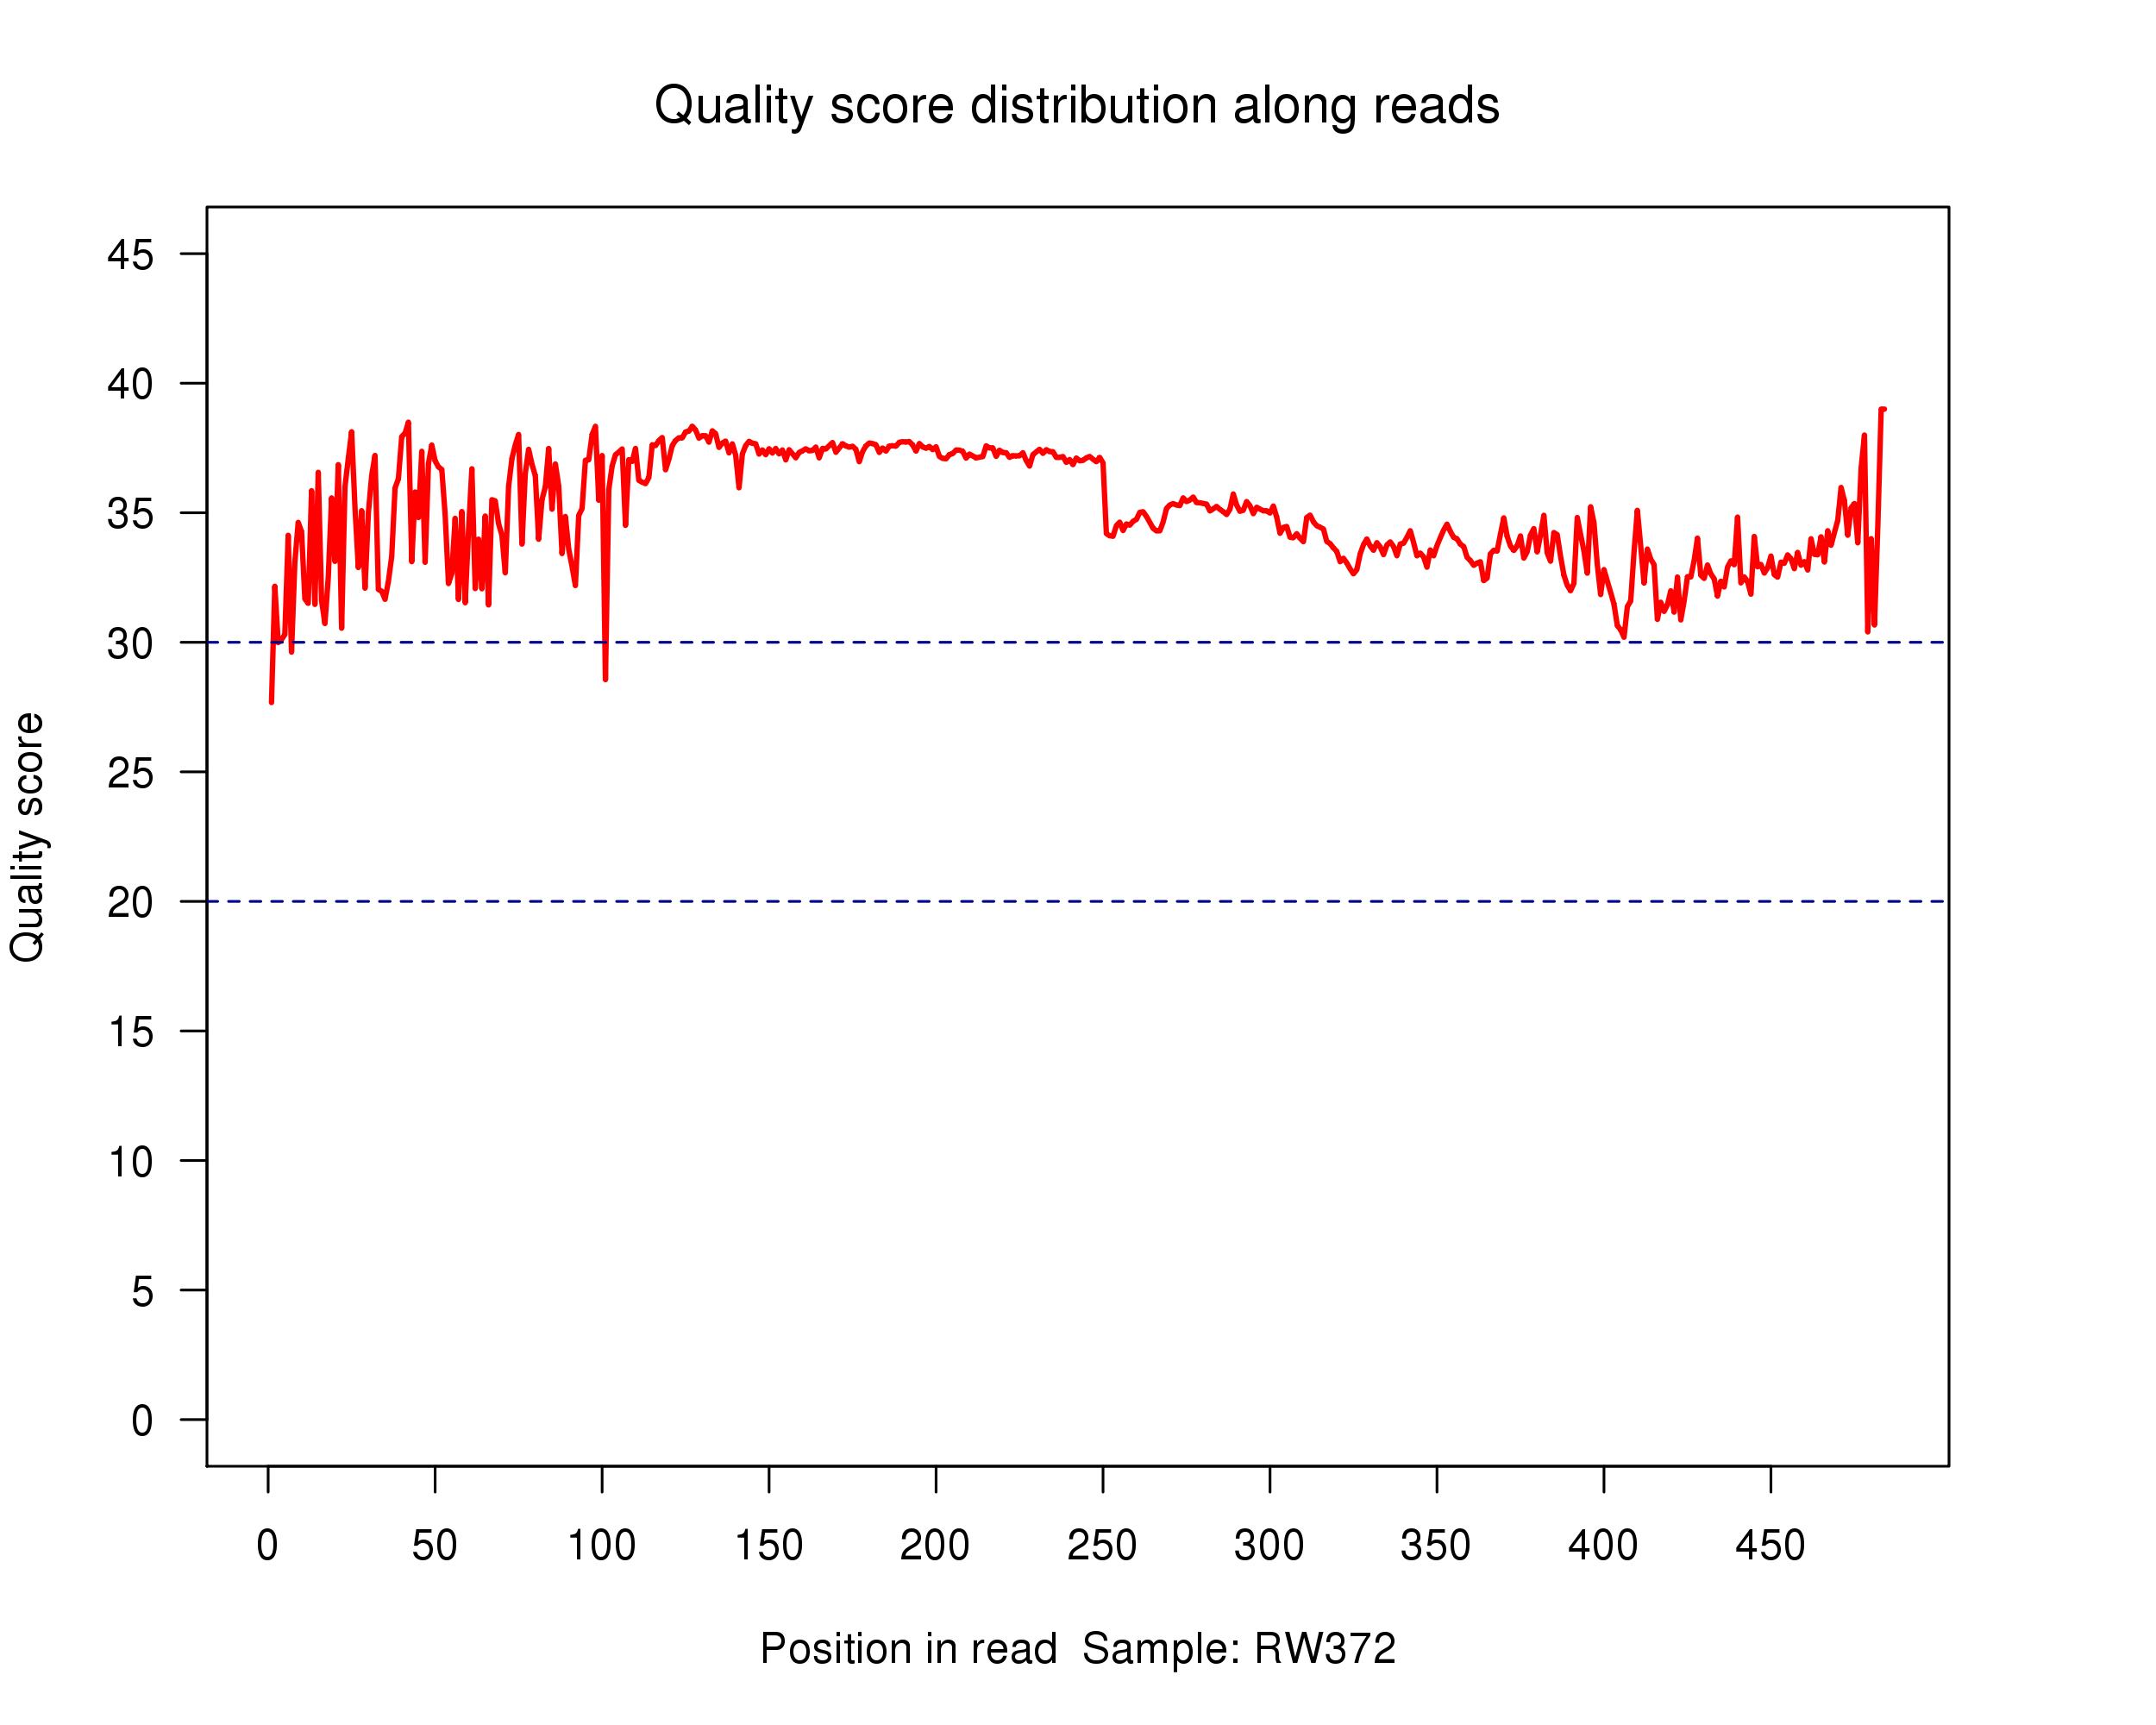 Quality score distribution along reads
45
40
35
30
25
20
15
10
5
0
Quality score
0 50 100 150 200 250 300 350 400 450
Position in read  Sample: RW372